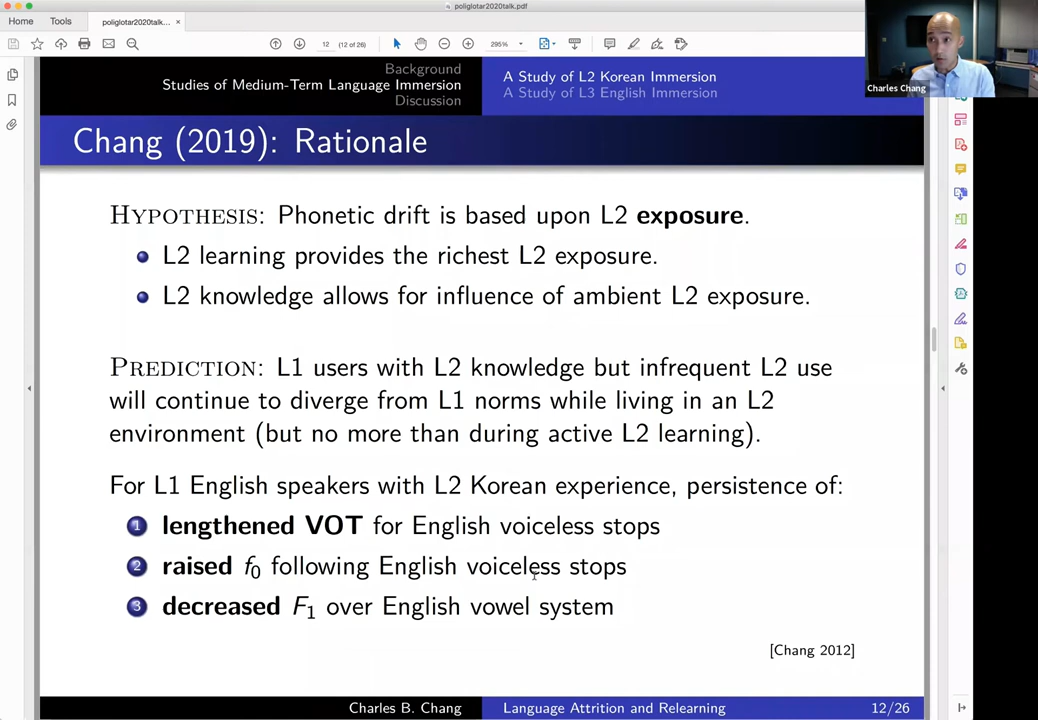 poliglotar2020talk.pdf
Home
Tools
poliglotar2020talk... ×
12
(12 of 26)
295%
Charles Chang
Background
Studies of Medium-Term Language Immersion
Discussion
A Study of L2 Korean Immersion
A Study of L3 English Immersion
Chang (2019): Rationale
HYPOTHESIS: Phonetic drift is based upon L2 exposure.
L2 learning provides the richest L2 exposure.
L2 knowledge allows for influence of ambient L2 exposure.
PREDICTION: L1 users with L2 knowledge but infrequent L2 use
will continue to diverge from L1 norms while living in an L2
environment (but no more than during active L2 learning).
For L1 English speakers with L2 Korean experience, persistence of:
1 lengthened VOT for English voiceless stops
2 raised f0 following English voiceless stops
3 decreased F1 over English vowel system
[Chang 2012]
Charles B. Chang
Language Attrition and Relearning
12/26